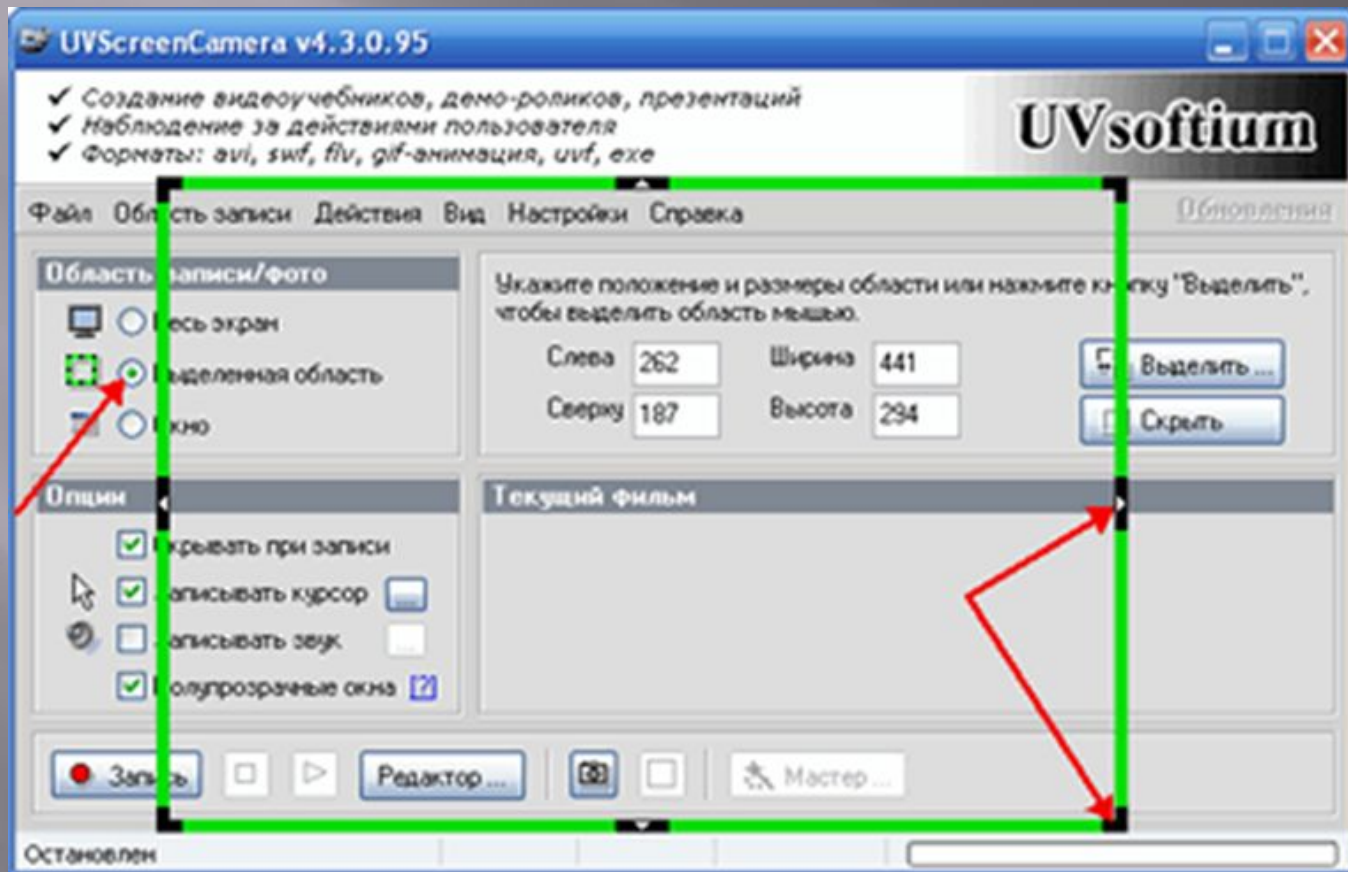 UVScreenCamera v4.3.0.95
Создание видеоучебников, демо-роликов, презентаций
Наблюдение за действиями пользователя
Форматы: avi, swf, flv, gif-анимация, uvf, exe
UVsoftium
Файл Область записи Действия Вид Настройки Справка Обновления
Область записи/фото
Весь экран
Выделенная область
Окно
Укажите положение и размеры области или нажмите кнопку "Выделить",
чтобы выделить область мышью.
Слева 262 Ширина 441 Выделить ...
Сверху 187 Высота 294 Скрыть
Опции
Скрывать при записи
Записывать курсор ...
Записывать звук ...
Полупрозрачные окна [?]
Текущий фильм
Запись Редактор ... Мастер ...
Остановлен